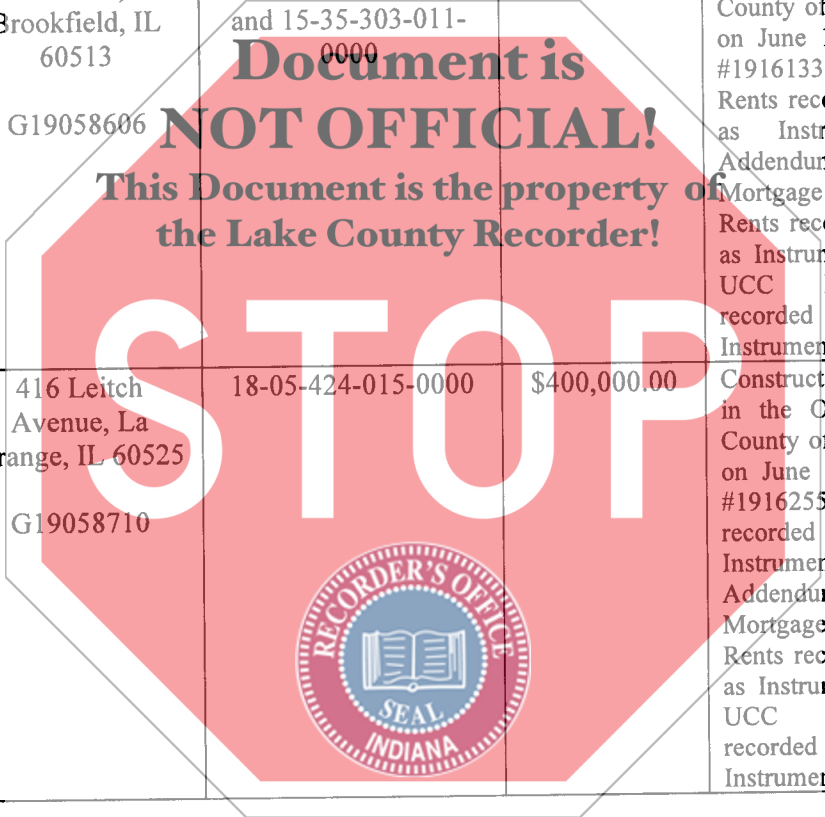 Brookfield, IL
60513
G19058606
and 15-35-303-011-
0000
County of
on June
#1916133
Rents rec
as Instr
Addendum
Mortgage
Rents rec
as Instrum
UCC
recorded
Instrumen
Document is
NOT OFFICIAL!
This Document is the property of
the Lake County Recorder!
STOP
416 Leitch
Avenue, La
range, IL 60525
G19058710
18-05-424-015-0000
$400,000.00
Construct
in the C
County of
on June
#1916255
recorded
Instrumen
Addendum
Mortgage
Rents rec
as Instrum
UCC
recorded
Instrumen
RECORDER'S OFFICE
SEAL
INDIANA